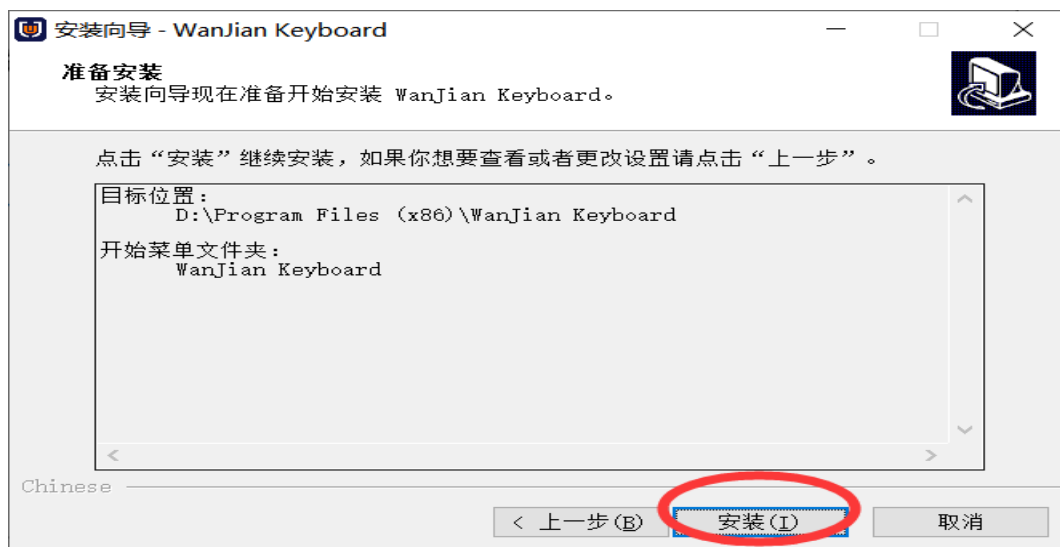 安装向导 - WanJian Keyboard
准备安装
安装向导现在准备开始安装 WanJian Keyboard。
点击“安装”继续安装，如果你想要查看或者更改设置请点击“上一步”。
目标位置：
D:\Program Files (x86)\WanJian Keyboard
开始菜单文件夹：
WanJian Keyboard
Chinese
< 上一步(B)
安装(I)
取消